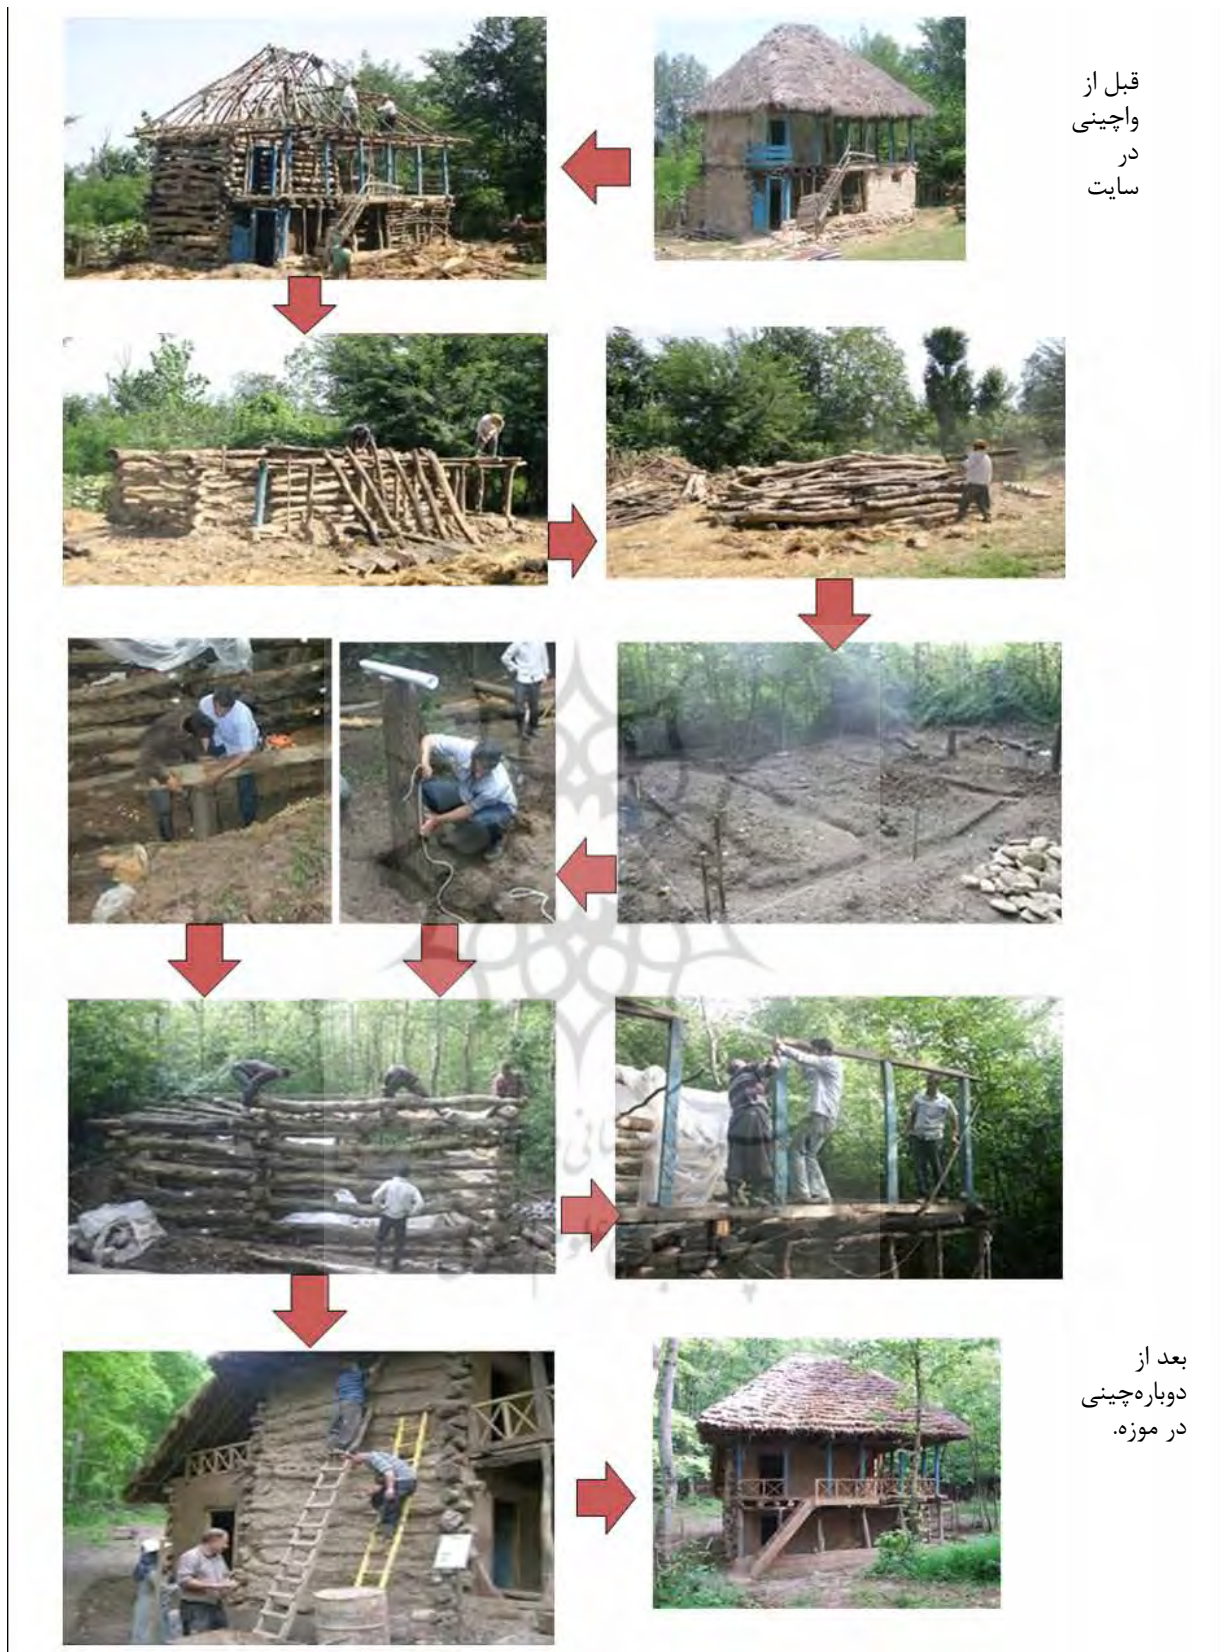 قبل از
واچینی
در
سایت
بعد از
دوباره‌چینی
در موزه.